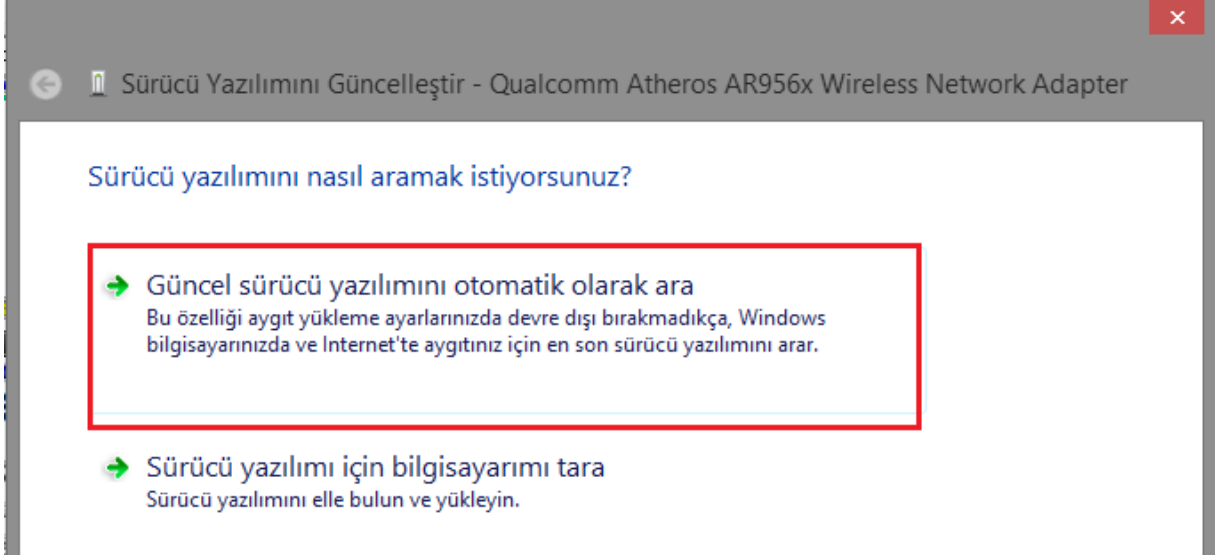 Sürücü Yazılımını Güncelleştir - Qualcomm Atheros AR956x Wireless Network Adapter
Sürücü yazılımını nasıl aramak istiyorsunuz?
Güncel sürücü yazılımını otomatik olarak ara
Bu özelliği aygıt yükleme ayarlarınızda devre dışı bırakmadıkça, Windows
bilgisayarınızda ve Internet'te aygıtınız için en son sürücü yazılımını arar.
Sürücü yazılımı için bilgisayarımı tara
Sürücü yazılımını elle bulun ve yükleyin.